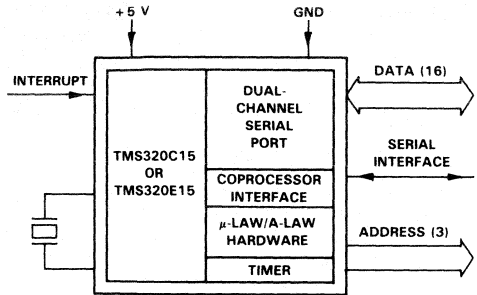 +5 V
GND
INTERRUPT
DATA (16)
DUAL-
CHANNEL
SERIAL
PORT
TMS320C15
OR
TMS320E15
SERIAL
INTERFACE
COPROCESSOR
INTERFACE
μ-LAW/A-LAW
HARDWARE
ADDRESS (3)
TIMER